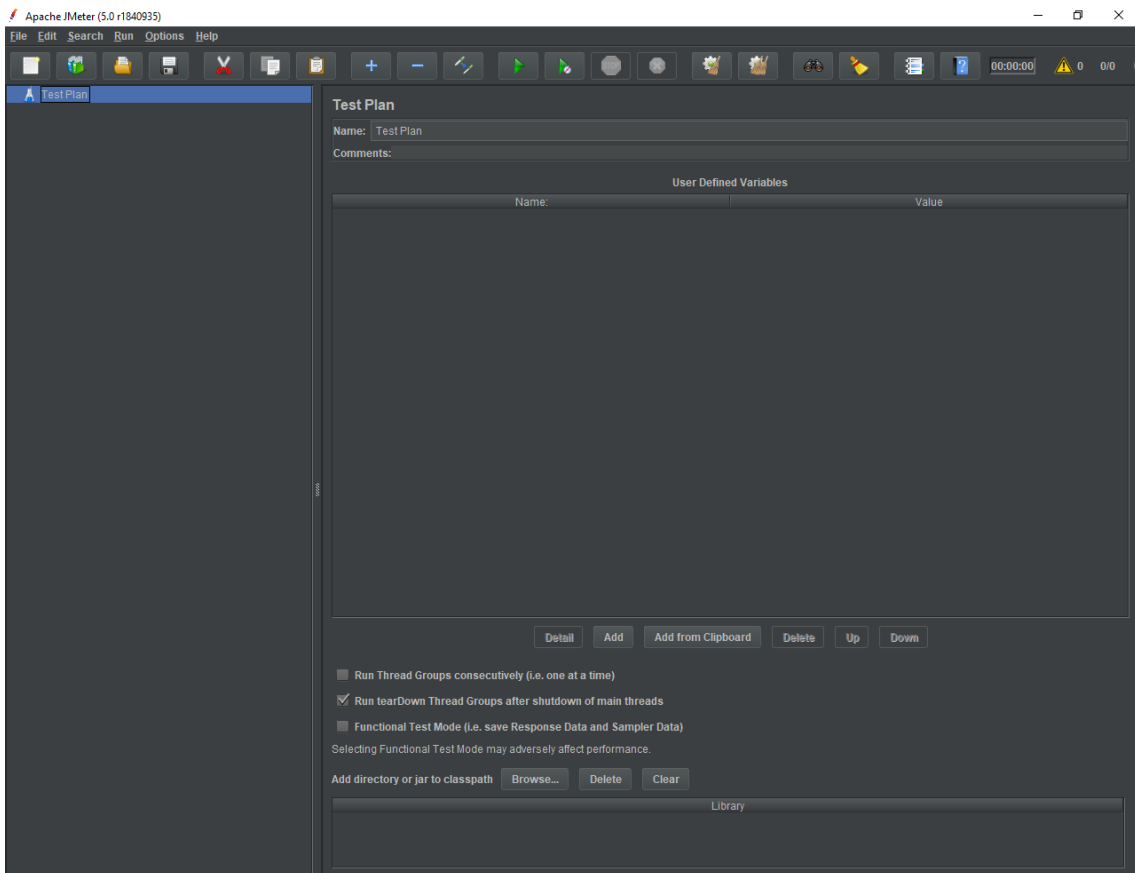 Apache JMeter (5.0 r1840935)
File Edit Search Run Options Help
00:00:00 0 0/0
Test Plan
Test Plan
Name: Test Plan
Comments:
User Defined Variables
Name: Value
Detail Add Add from Clipboard Delete Up Down
Run Thread Groups consecutively (i.e. one at a time)
Run tearDown Thread Groups after shutdown of main threads
Functional Test Mode (i.e. save Response Data and Sampler Data)
Selecting Functional Test Mode may adversely affect performance.
Add directory or jar to classpath Browse... Delete Clear
Library